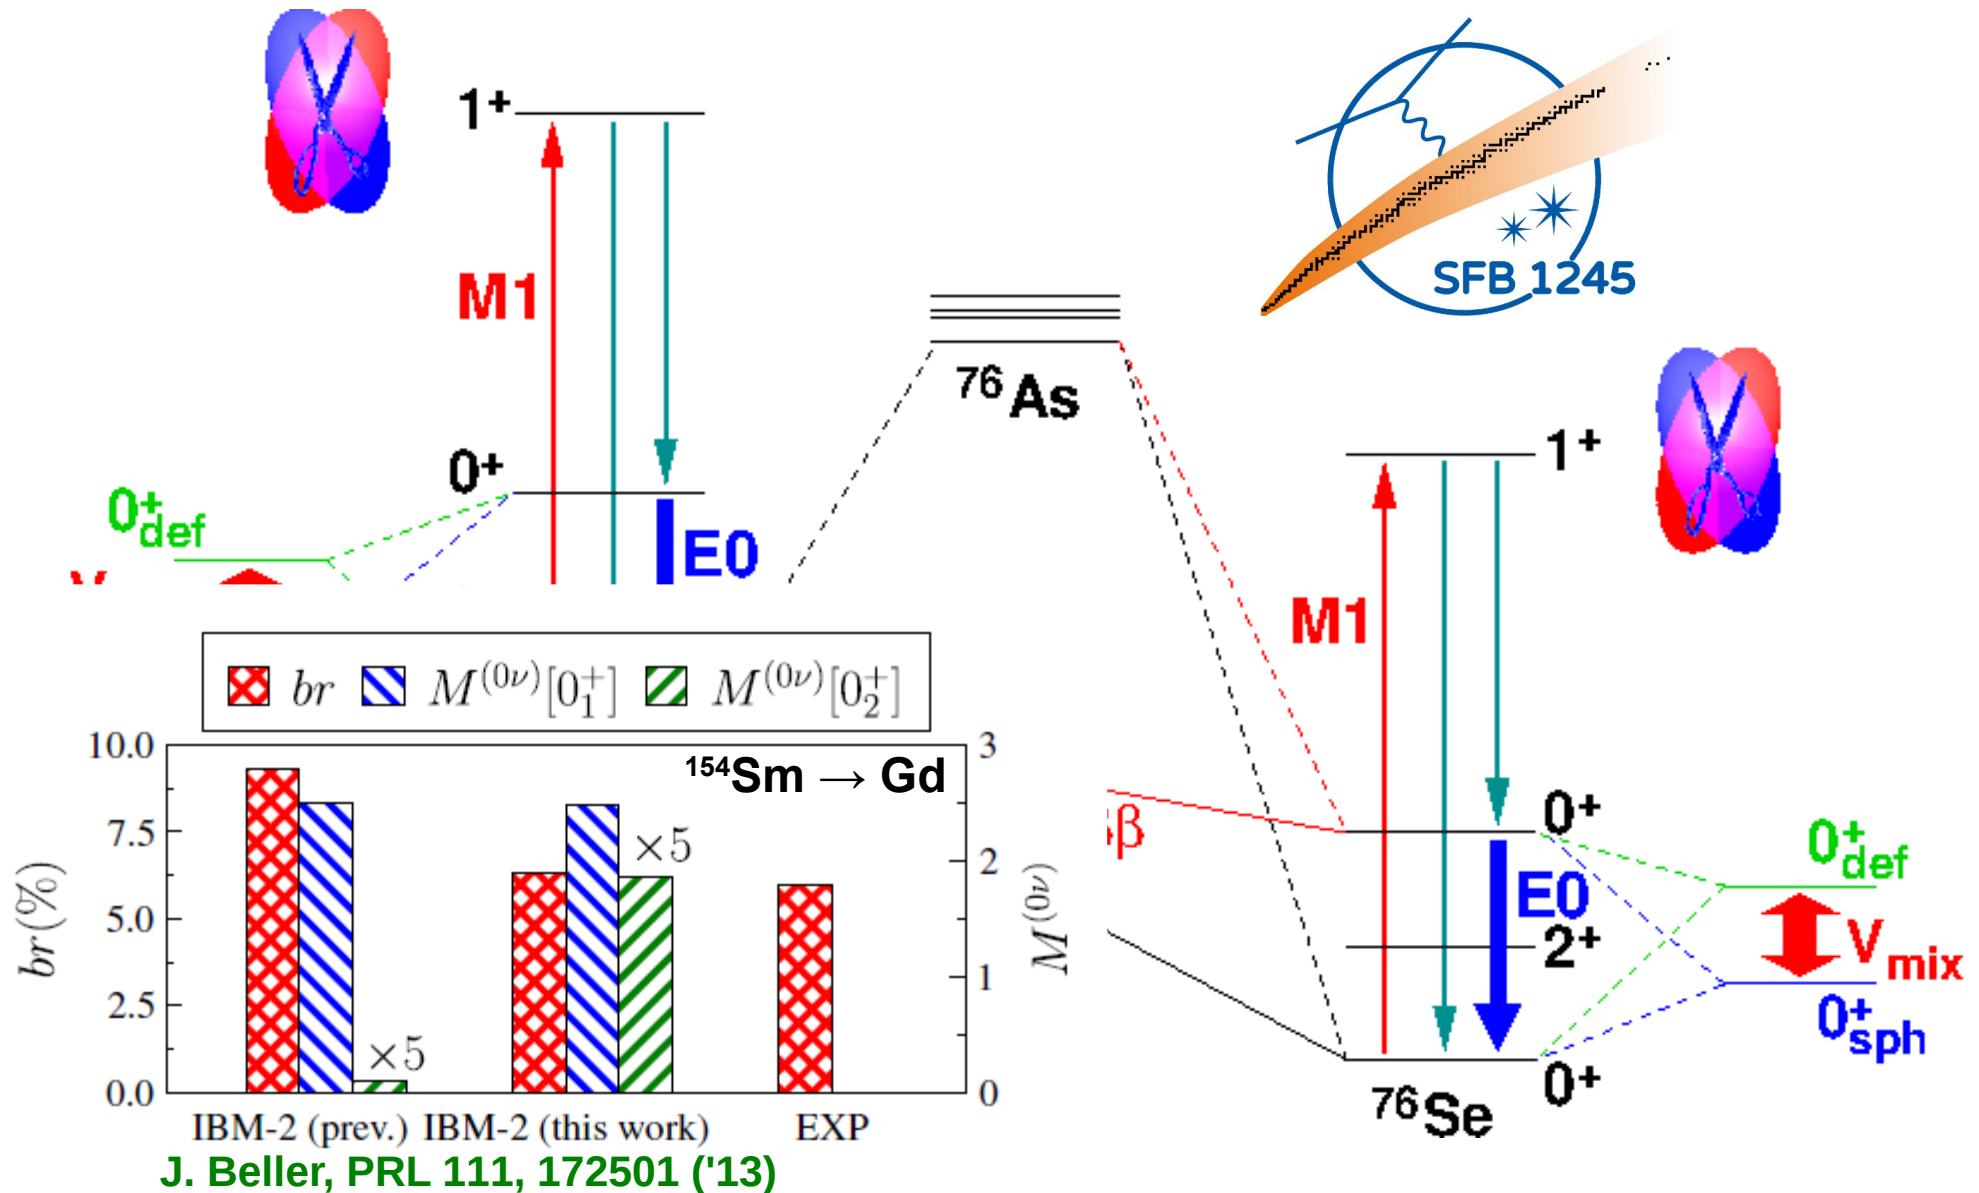 1+
M1
SFB 1245
76As
1+
0+
0+def
E0
M1
br M(0ν)[0+1] M(0ν)[0+2]
154Sm → Gd
10.0
7.5
5.0
2.5
0.0
br(%)
×5
×5
3
2
1
0
M(0ν)
IBM-2 (prev.) IBM-2 (this work) EXP
J. Beller, PRL 111, 172501 ('13)
β
0+
0+def
E0
2+
Vmix
0+sph
0+
76Se